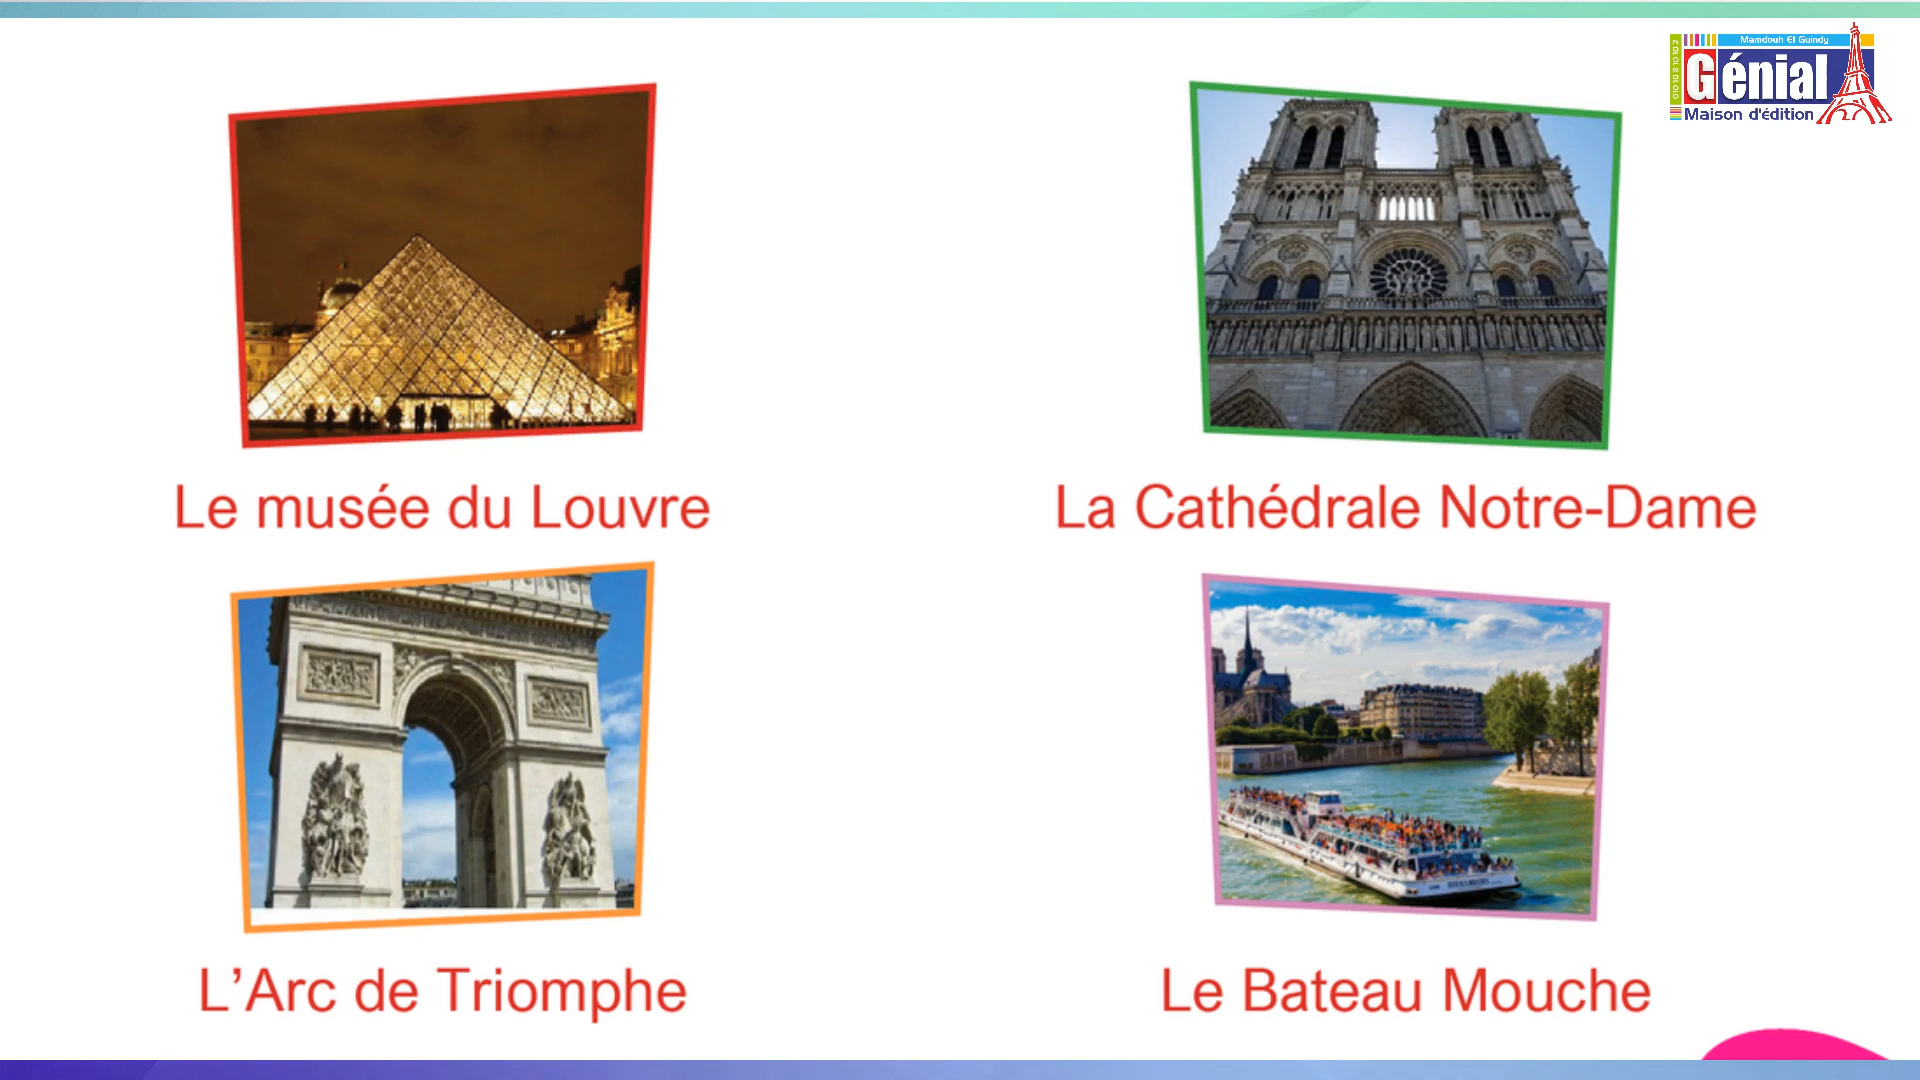 Mamdouh El Guindy
Génial
Maison d'édition
Le musée du Louvre
La Cathédrale Notre-Dame
L’Arc de Triomphe
Le Bateau Mouche